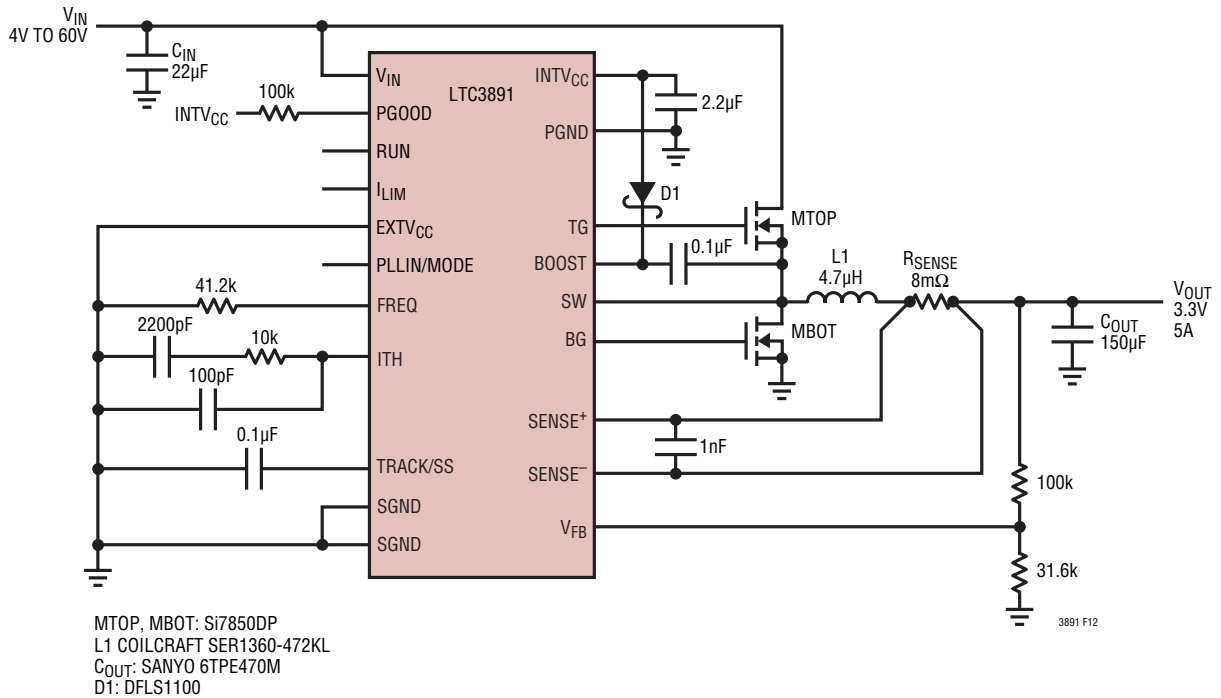 VIN
4V TO 60V
CIN
22µF
INTVCC
100k
LTC3891
VIN
PGOOD
RUN
ILIM
EXTVCC
PLLIN/MODE
FREQ
ITH
TRACK/SS
SGND
SGND
INTVCC
PGND
TG
BOOST
SW
BG
SENSE+
SENSE–
VFB
41.2k
2200pF
10k
100pF
0.1µF
2.2µF
D1
0.1µF
MTOP
MBOT
L1
4.7µH
RSENSE
8mΩ
VOUT
3.3V
5A
COUT
150µF
1nF
100k
31.6k
MTOP, MBOT: Si7850DP
L1 COILCRAFT SER1360-472KL
COUT: SANYO 6TPE470M
D1: DFLS1100
3891 F12